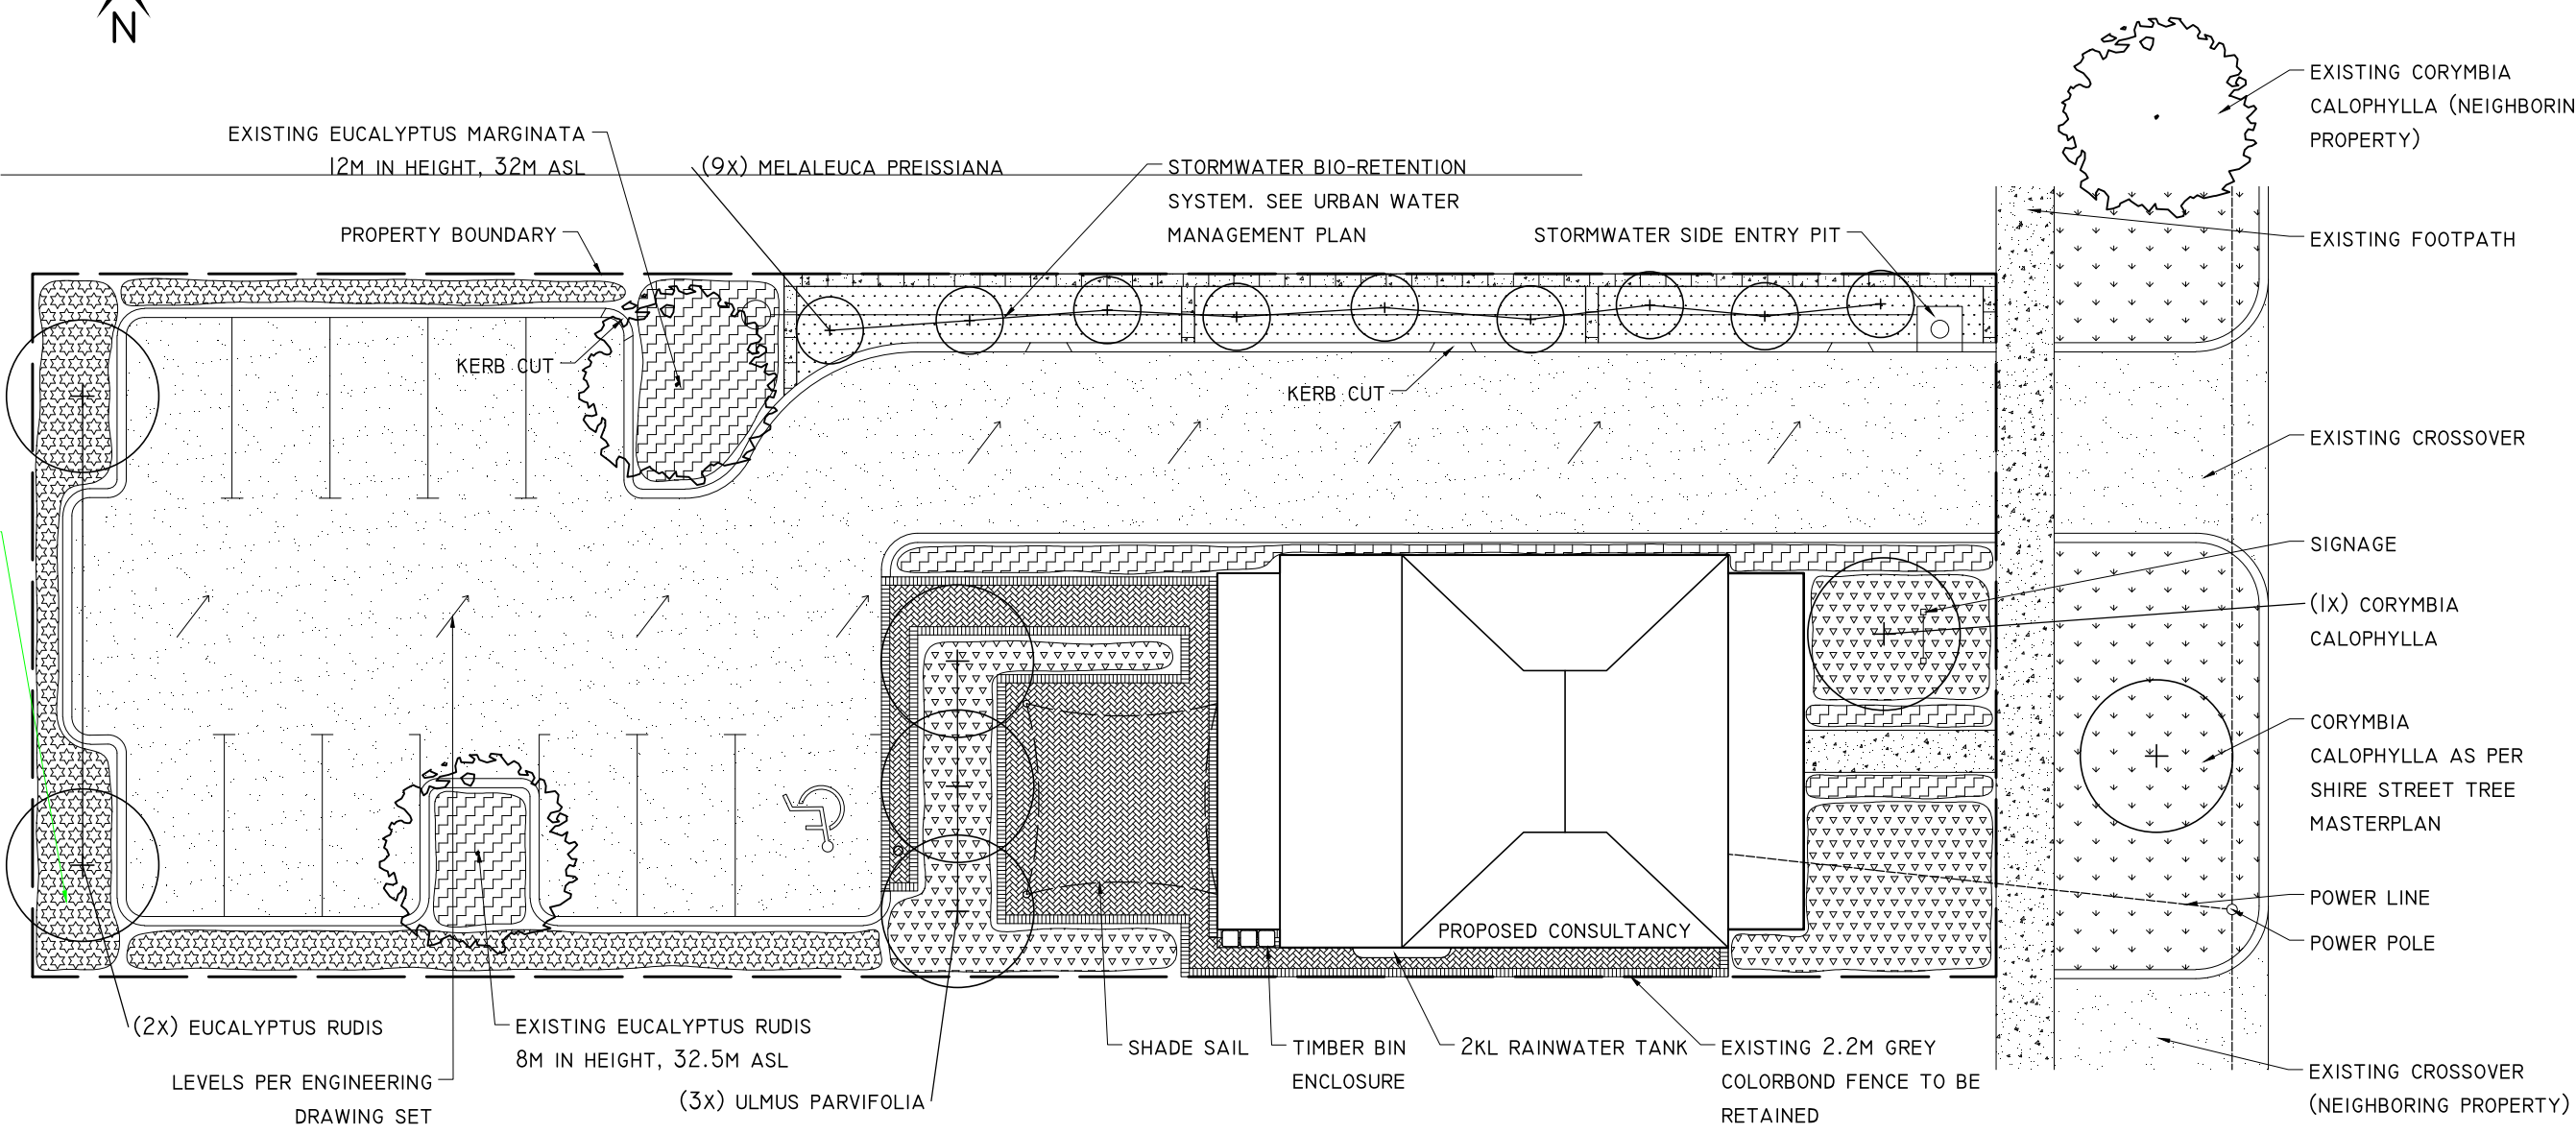 N
EXISTING CORYMBIA
CALOPHYLLA (NEIGHBORIN
PROPERTY)
EXISTING EUCALYPTUS MARGINATA
12M IN HEIGHT, 32M ASL
(9X) MELALEUCA PREISSIANA
STORMWATER BIO-RETENTION
SYSTEM. SEE URBAN WATER
MANAGEMENT PLAN
PROPERTY BOUNDARY
STORMWATER SIDE ENTRY PIT
EXISTING FOOTPATH
KERB CUT
KERB CUT
EXISTING CROSSOVER
SIGNAGE
(1X) CORYMBIA
CALOPHYLLA
CORYMBIA
CALOPHYLLA AS PER
SHIRE STREET TREE
MASTERPLAN
POWER LINE
POWER POLE
PROPOSED CONSULTANCY
(2X) EUCALYPTUS RUDIS
EXISTING EUCALYPTUS RUDIS
8M IN HEIGHT, 32.5M ASL
LEVELS PER ENGINEERING
DRAWING SET
(3X) ULMUS PARVIFOLIA
SHADE SAIL
TIMBER BIN
ENCLOSURE
2KL RAINWATER TANK
EXISTING 2.2M GREY
COLORBOND FENCE TO BE
RETAINED
EXISTING CROSSOVER
(NEIGHBORING PROPERTY)